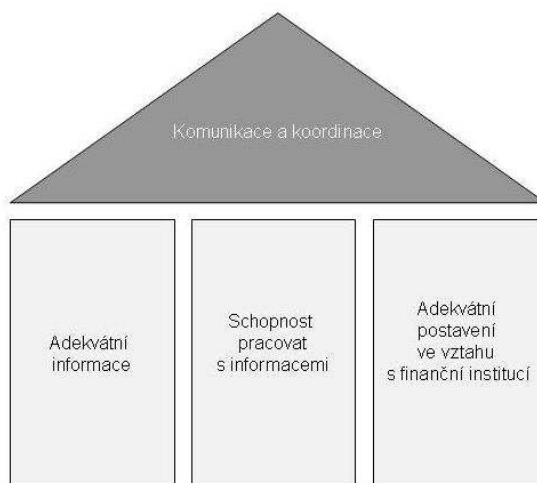 Komunikace a koordinace
Adekvátní
informace
Schopnost
pracovat
s informacemi
Adekvátní
postavení
ve vztahu
s finanční institucí